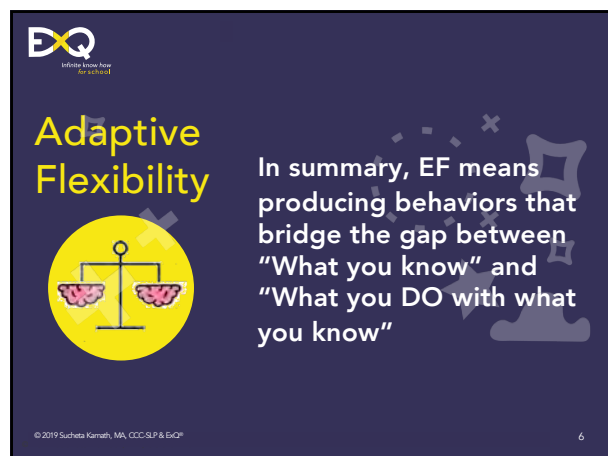 ExQ
Infinite know how
for school
Adaptive
Flexibility
In summary, EF means
producing behaviors that
bridge the gap between
“What you know” and
“What you DO with what
you know”
© 2019 Sucheta Kamath, MA, CCC-SLP & ExQ®
6